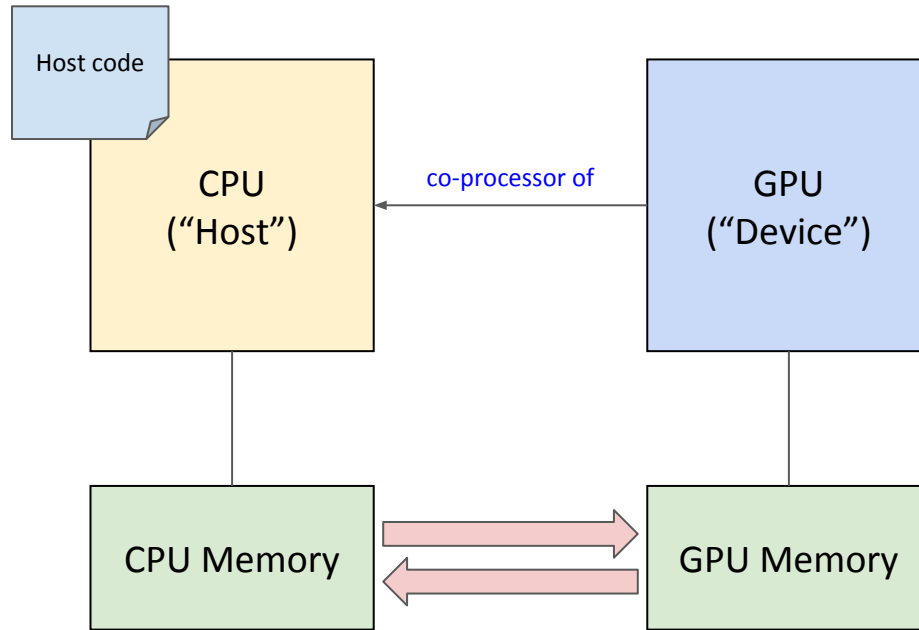 Host code
CPU
(“Host”)
co-processor of
GPU
(“Device”)
CPU Memory
GPU Memory